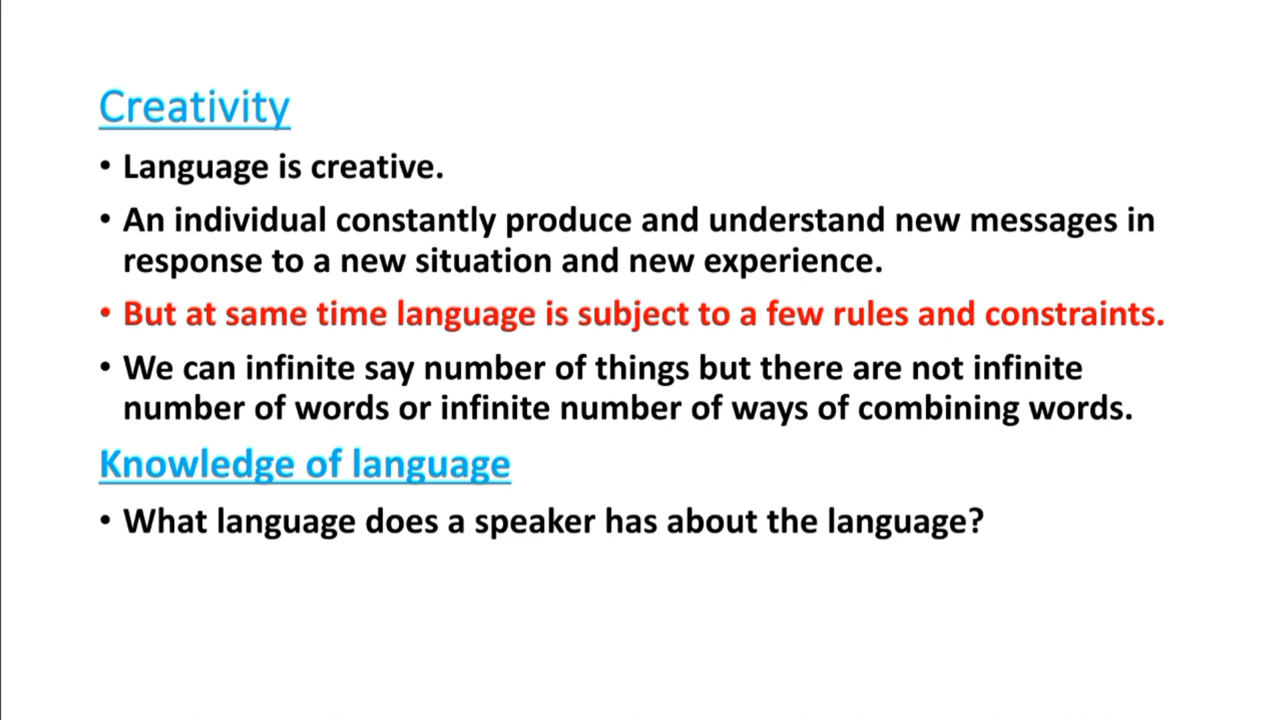 Creativity
• Language is creative.
• An individual constantly produce and understand new messages in
response to a new situation and new experience.
• But at same time language is subject to a few rules and constraints.
• We can infinite say number of things but there are not infinite
number of words or infinite number of ways of combining words.
Knowledge of language
• What language does a speaker has about the language?